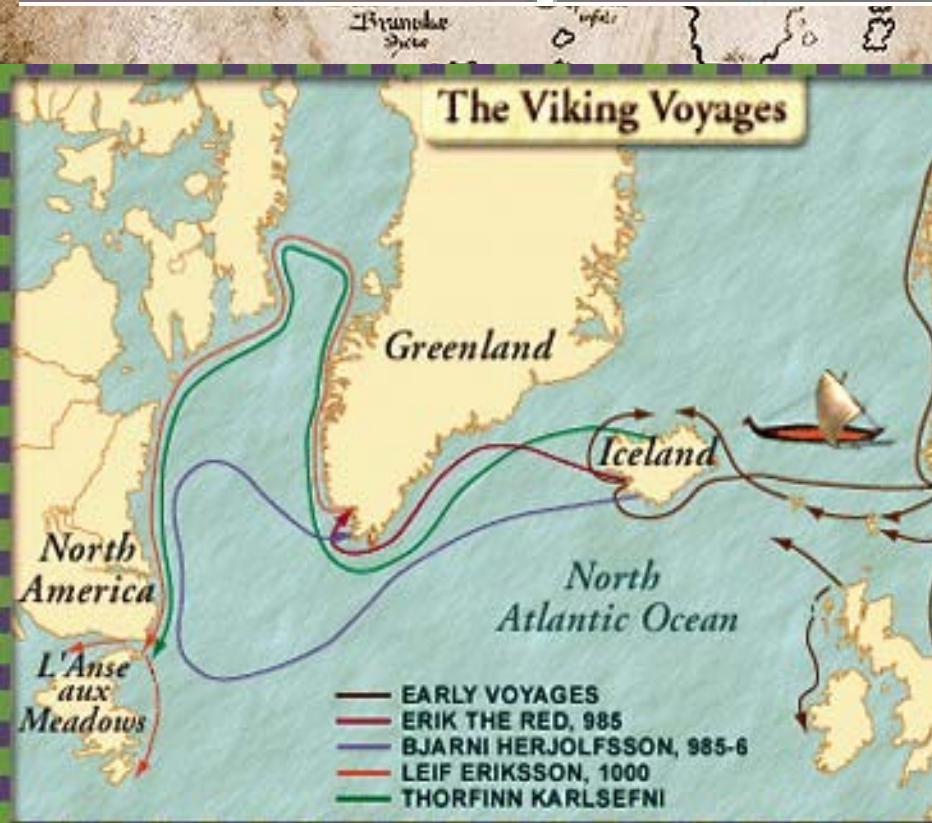 The Viking Voyages
Greenland
Iceland
North
America
North
Atlantic Ocean
L'Anse
aux
Meadows
EARLY VOYAGES
ERIK THE RED, 985
BJARNI HERJOLFSSON, 985-6
LEIF ERIKSSON, 1000
THORFINN KARLSEFNI